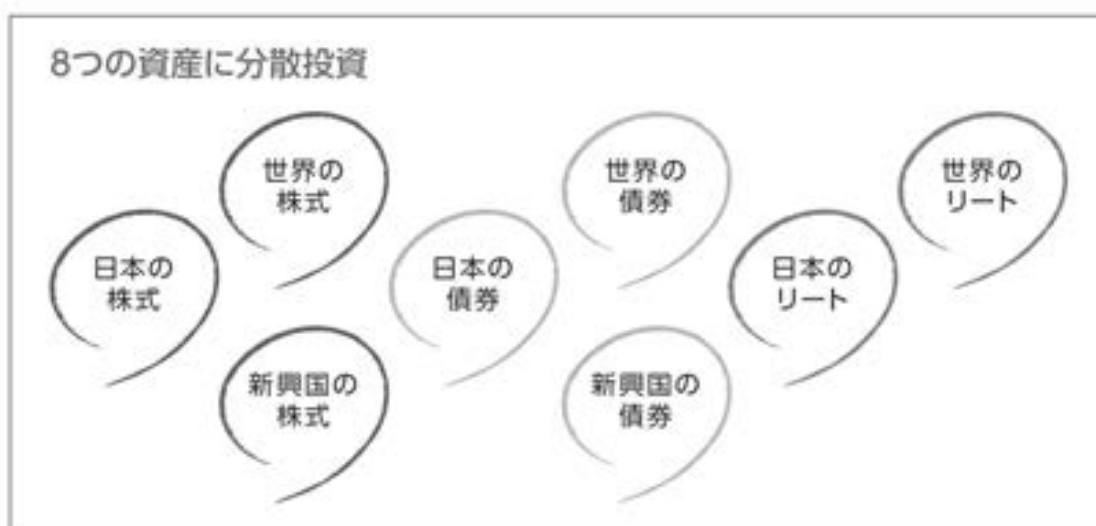 8つの資産に分散投資
世界の
株式
世界の
債券
世界の
リート
日本の
株式
日本の
債券
日本の
リート
新興国の
株式
新興国の
債券